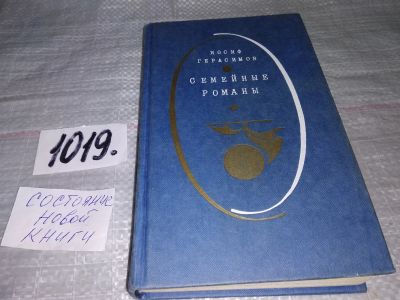 ИОСИФ
ГЕРАСИМОВ
СЕМЕЙНЫЕ
РОМАНЫ
1019.
СОСТОЯНИЕ
НОВОЙ
КНИГИ